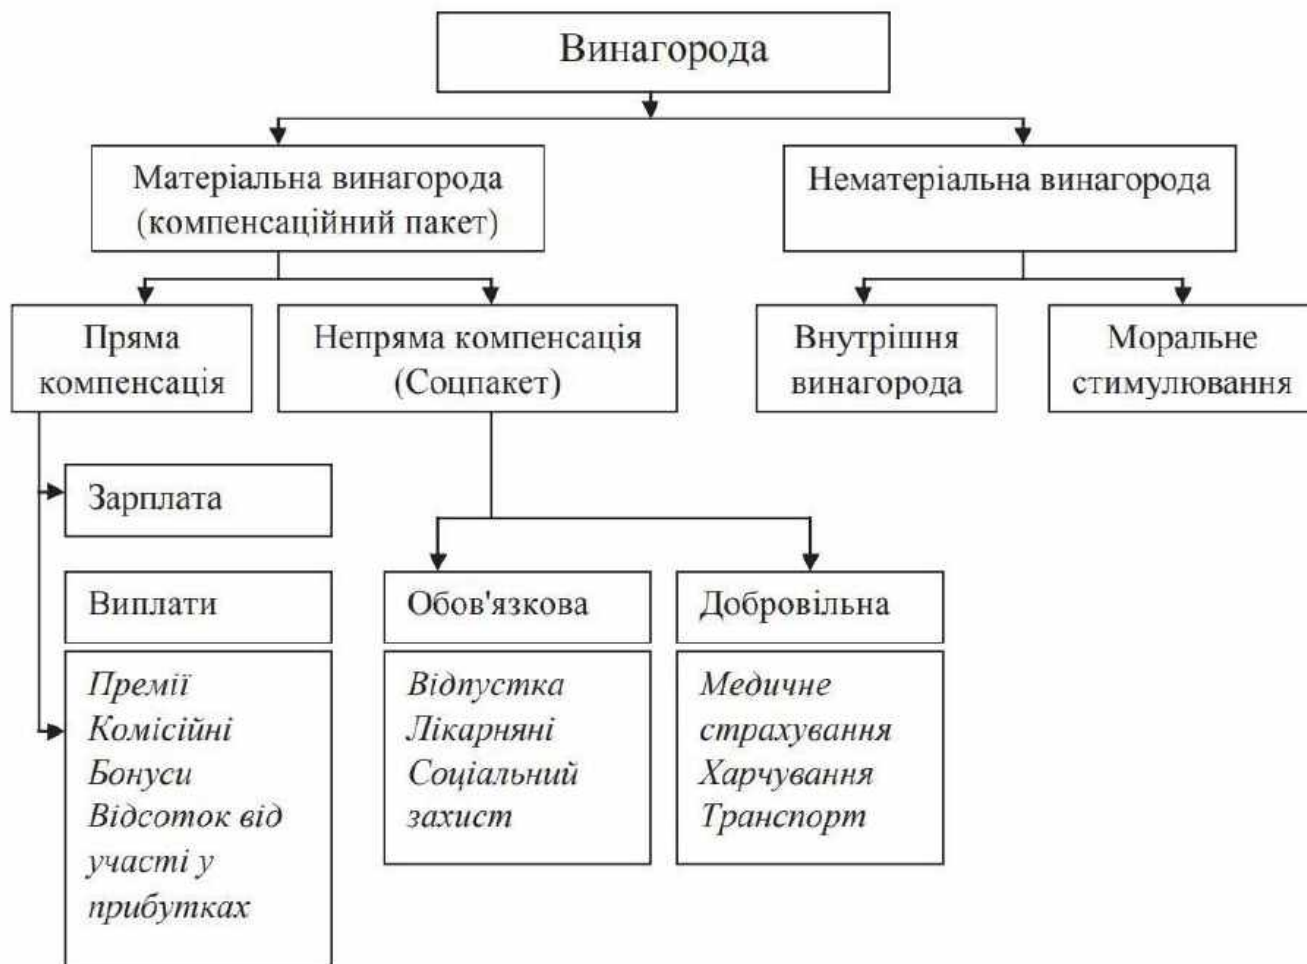 Винагорода
Матеріальна винагорода
(компенсаційний пакет)
Нематеріальна винагорода
Пряма
компенсація
Непряма компенсація
(Соцпакет)
Внутрішня
винагорода
Моральне
стимулювання
Зарплата
Виплати
Премії
Комісійні
Бонуси
Відсоток від
участі у
прибутках
Обов'язкова
Відпустка
Лікарняні
Соціальний
захист
Добровільна
Медичне
страхування
Харчування
Транспорт